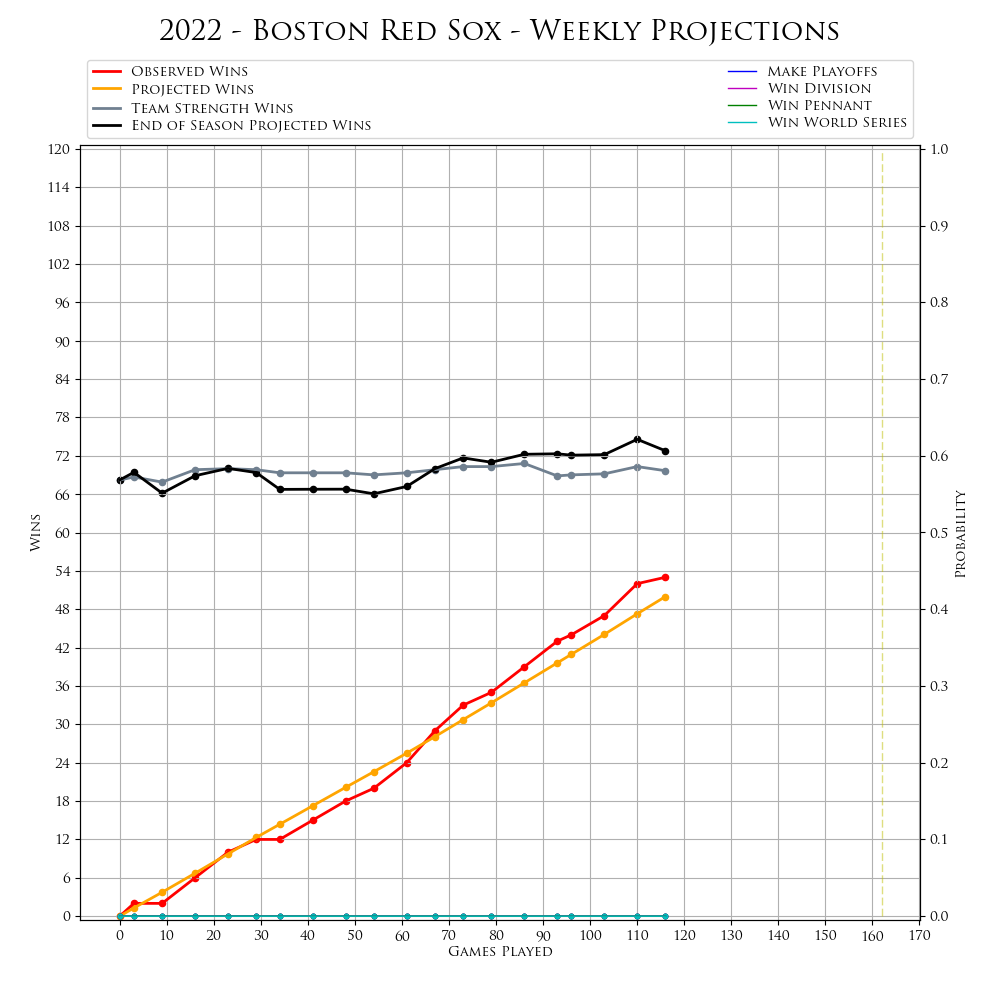 2022 - Boston Red Sox - Weekly Projections
Observed Wins
Projected Wins
Team Strength Wins
End of Season Projected Wins
Make Playoffs
Win Division
Win Pennant
Win World Series
120
114
108
102
96
90
84
78
72
66
60
54
48
42
36
30
24
18
12
6
0
Wins
1.0
0.9
0.8
0.7
0.6
0.5
0.4
0.3
0.2
0.1
0.0
Probability
0 10 20 30 40 50 60 70 80 90 100 110 120 130 140 150 160 170
Games Played